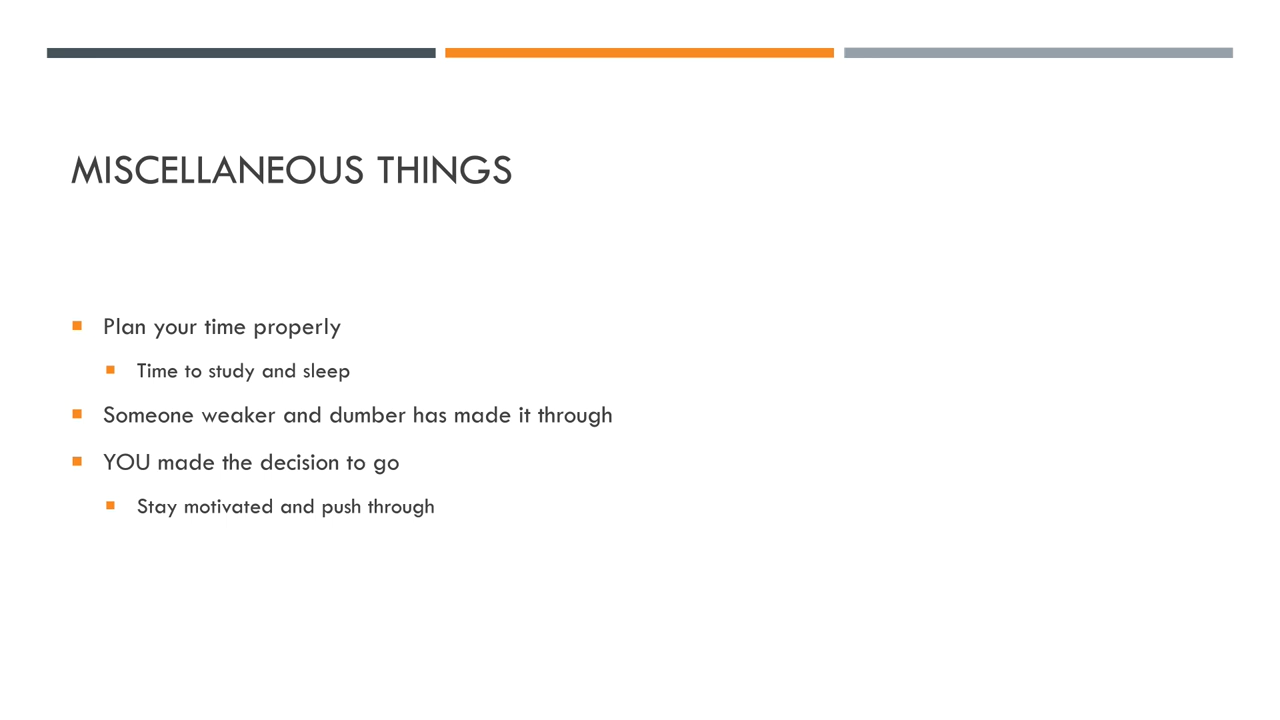 MISCELLANEOUS THINGS
Plan your time properly
Time to study and sleep
Someone weaker and dumber has made it through
YOU made the decision to go
Stay motivated and push through